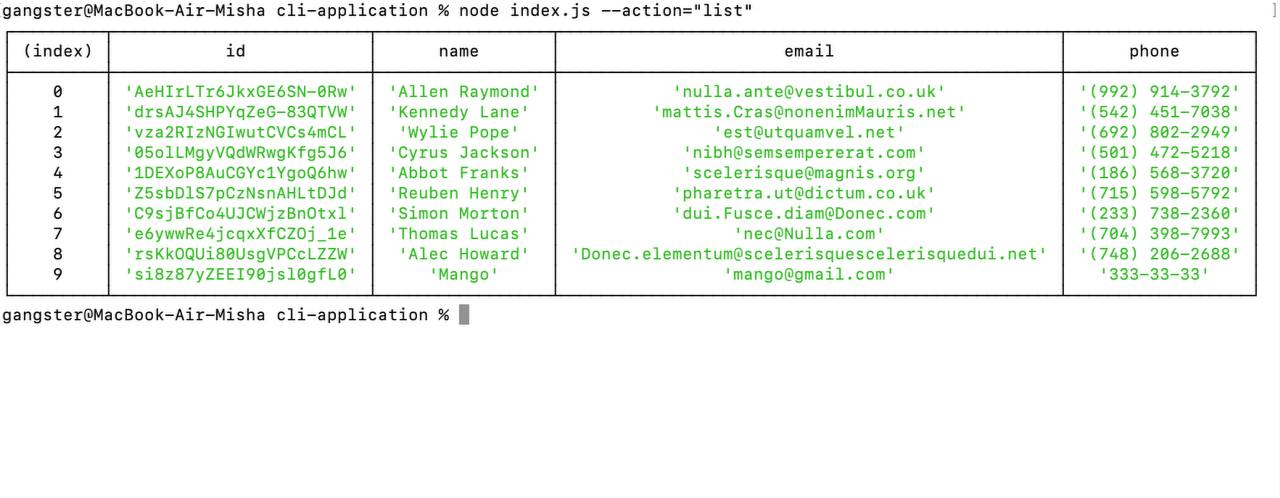 gangster@MacBook-Air-Misha cli-application % node index.js --action="list"
(index) id name email phone
0 'AeHIrLTr6JkxGE6SN-0Rw' 'Allen Raymond' 'nulla.ante@vestibul.co.uk' '(992) 914-3792'
1 'drsAJ4SHPYqZeG-83QTVW' 'Kennedy Lane' 'mattis.Cras@nonenimMauris.net' '(542) 451-7038'
2 'vza2RIzNGIwutCVCs4mCL' 'Wylie Pope' 'est@utquamvel.net' '(692) 802-2949'
3 '05olLMgyVQdWRwgKfg5J6' 'Cyrus Jackson' 'nibh@semsempererat.com' '(501) 472-5218'
4 '1DEXoP8AuCGYc1YgoQ6hw' 'Abbot Franks' 'scelerisque@magnis.org' '(186) 568-3720'
5 'Z5sbDlS7pCzNsnAHLtDJd' 'Reuben Henry' 'pharetra.ut@dictum.co.uk' '(715) 598-5792'
6 'C9sjBfCo4UJCWjzBnOtxl' 'Simon Morton' 'dui.Fusce.diam@Donec.com' '(233) 738-2360'
7 'e6ywwRe4jcqxXfCZOj_1e' 'Thomas Lucas' 'nec@Nulla.com' '(704) 398-7993'
8 'rsKkOQUi80UsgVPCcLZZW' 'Alec Howard' 'Donec.elementum@scelerisquescelerisquedui.net' '(748) 206-2688'
9 'si8z87yZEEI90jsl0gfL0' 'Mango' 'mango@gmail.com' '333-33-33'
gangster@MacBook-Air-Misha cli-application %